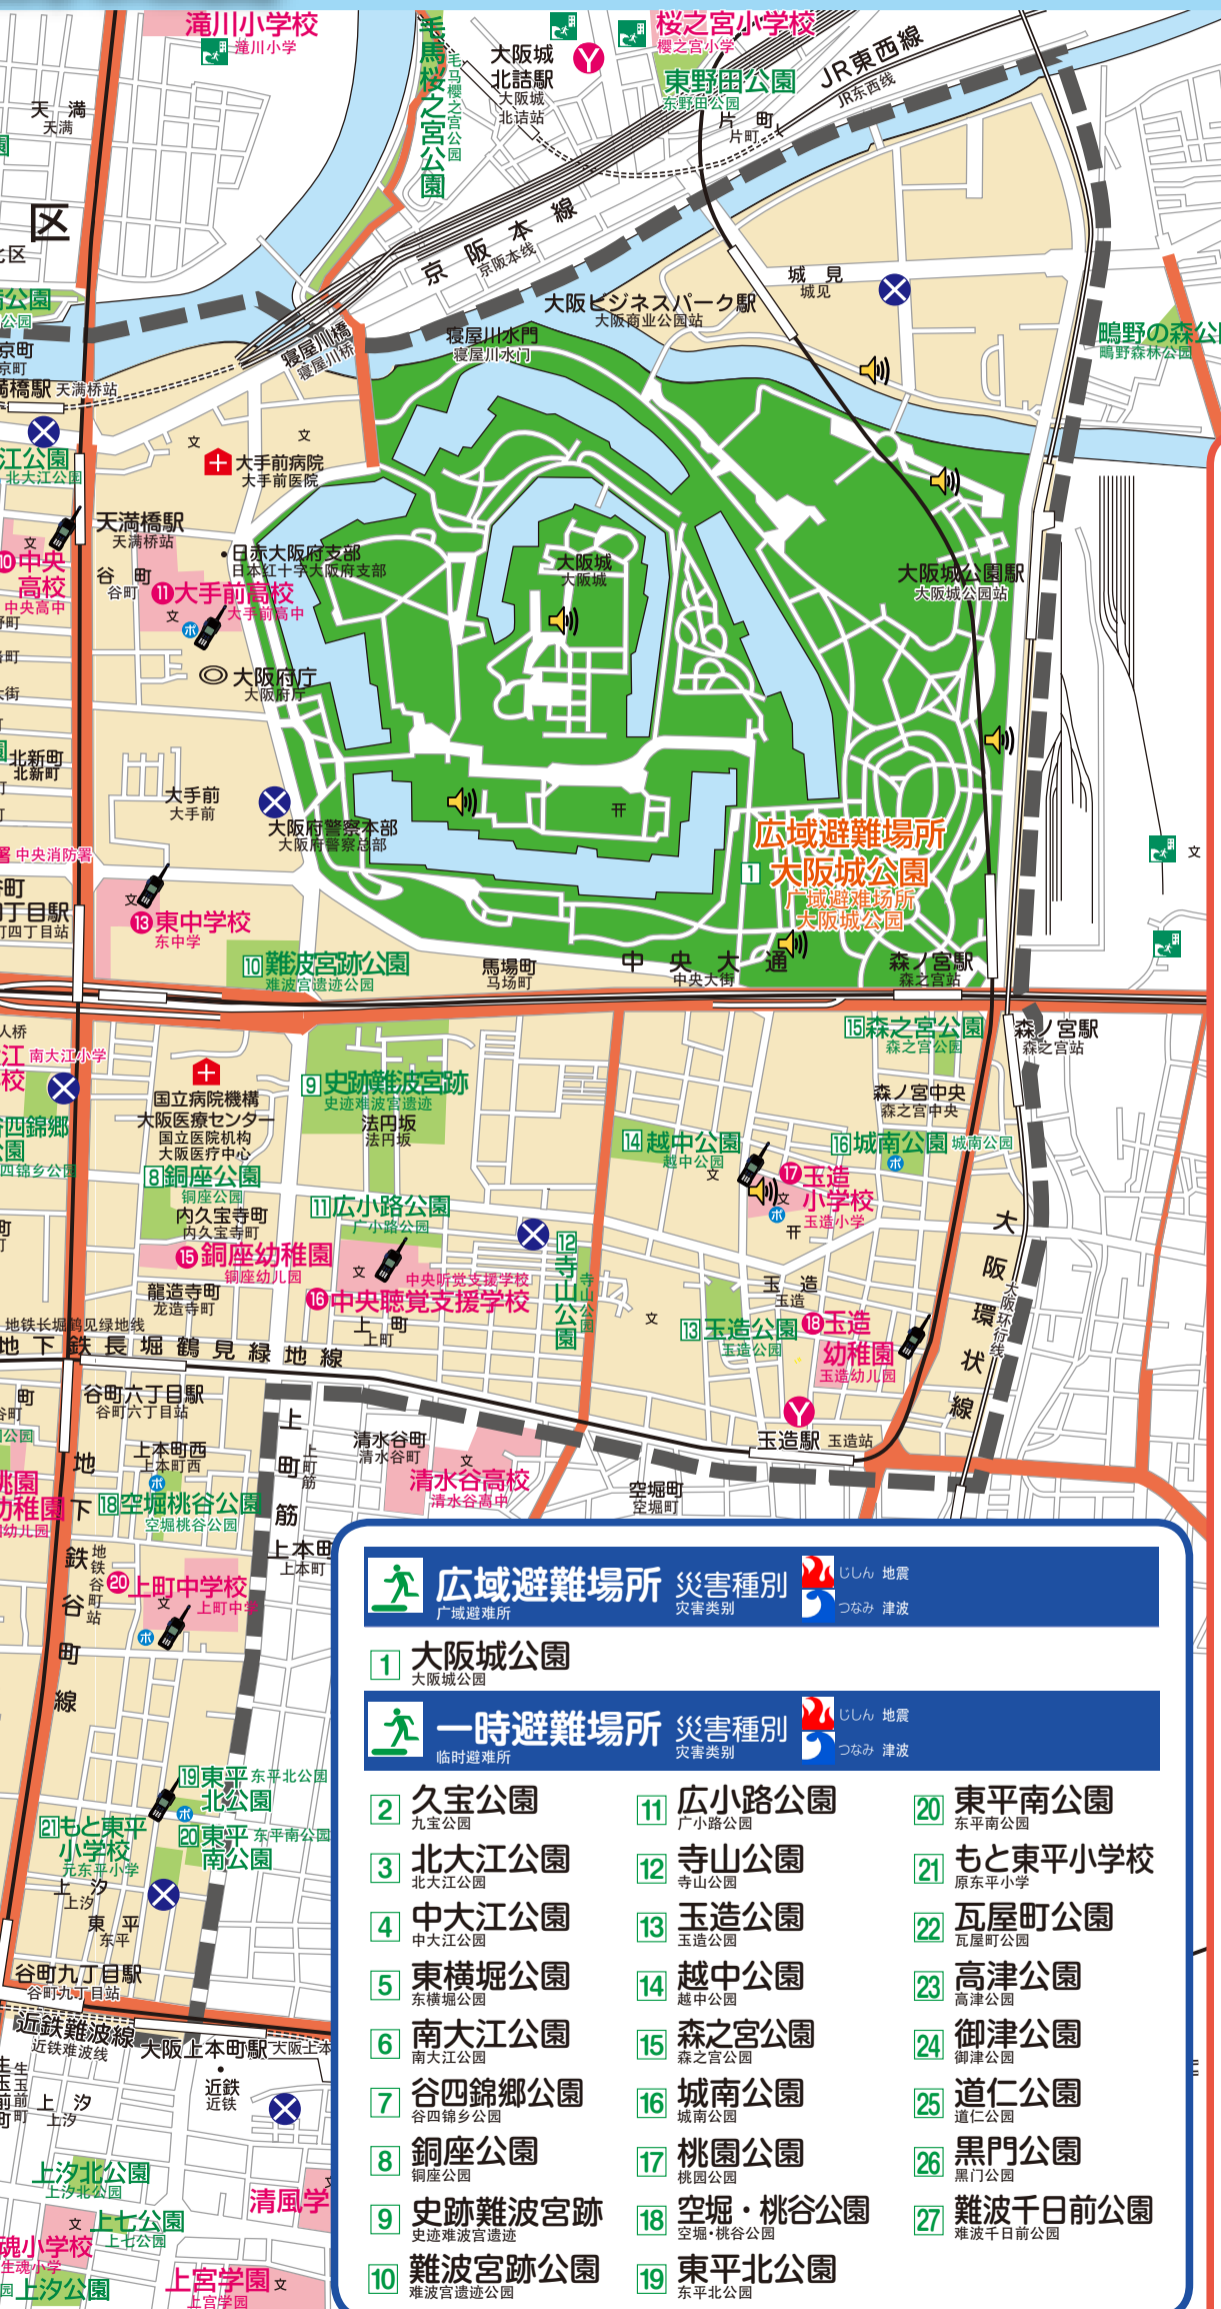 滝川小学校
滝川小学
毛馬桜之宮公園
毛马樱之宫公园
大阪城
北詰駅
大阪城
北诘站
桜之宮小学校
櫻之宫小学
東野田公園
东野田公园
JR東西線
JR东西线
片町
片町
天満
天满
区
京阪本線
京阪本线
城見
城见
大阪ビジネスパーク駅
大阪商业公园站
寝屋川水門
寝屋川水门
寝屋川橋
寝屋川桥
天满桥站
鴫野森林公园
北大江公园
大手前病院
大手前医院
天満橋駅
天满桥站
日赤大阪府支部
日本红十字大阪府支部
谷町
谷町
⑪大手前高校
大手前高中
中央
高校
中央高中
大阪城
大阪城
大阪城公園駅
大阪城公园站
大阪府庁
大阪府厅
北新町
北新町
大手前
大手前
大阪府警察本部
大阪府警察总部
中央消防署
広域避難場所
1 大阪城公園
广域避难场所
大阪城公园
⑬東中学校
东中学
10 難波宮跡公園
难波宫遗迹公园
馬場町
马场町
中央大通
中央大街
森ノ宮駅
森之宫站
南大江小学
国立病院機構
大阪医療センター
国立医院机构
大阪医疗中心
9 史跡難波宮跡
史迹难波宫遗迹
法円坂
法円坂
15 森之宮公園
森之宫公园
森ノ宮駅
森之宫站
森ノ宮中央
森之宫中央
14 越中公園
越中公园
16 城南公園
城南公园
⑰玉造
小学校
玉造小学
8 銅座公園
铜座公园
内久宝寺町
内久宝寺町
11 広小路公園
广小路公园
⑮銅座幼稚園
铜座幼儿园
12 寺山公園
寺山公园
龍造寺町
龙造寺町
中央听觉支援学校
⑯中央聴覚支援学校
上町
上町
玉造
玉造
13 玉造公園
玉造公园
⑱玉造
幼稚園
玉造幼儿园
大阪環状線
大阪环行线
地铁长堀鹤见绿地线
地下鉄長堀鶴見緑地線
谷町六丁目駅
谷町六丁目站
上町筋
上町筋
清水谷町
清水谷町
清水谷高校
清水谷高中
玉造駅
玉造站
空堀町
空堀町
上本町西
上本町西
18 空堀桃谷公園
空堀桃谷公园
地下鉄谷町線
⑳上町中学校
上町中学
19 東平
北公園
东平北公园
20 東平
南公園
东平南公园
21 もと東平
小学校
元东平小学
上汐
上汐
東平
东平
谷町九丁目駅
谷町九丁目站
近鉄難波線
近铁难波线
大阪上本町駅
近鉄
近铁
上汐
上汐
上汐北公園
上汐北公园
上七公園
上七公园
魂小学校
生魂小学
上汐公園
上宮学園
上宫学园
広域避難場所 災害種別 じしん 地震
广域避难所 灾害类别 つなみ 津波
1 大阪城公園
大阪城公园
一時避難場所 災害種別 じしん 地震
临时避难所 灾害类别 つなみ 津波
2 久宝公園
九宝公园
3 北大江公園
北大江公园
4 中大江公園
中大江公园
5 東横堀公園
东横堀公园
6 南大江公園
南大江公园
7 谷四錦郷公園
谷四锦乡公园
8 銅座公園
铜座公园
9 史跡難波宮跡
史迹难波宫遗迹
10 難波宮跡公園
难波宫遗迹公园
11 広小路公園
广小路公园
12 寺山公園
寺山公园
13 玉造公園
玉造公园
14 越中公園
越中公园
15 森之宮公園
森之宫公园
16 城南公園
城南公园
17 桃園公園
桃园公园
18 空堀・桃谷公園
空堀・桃谷公园
19 東平北公園
东平北公园
20 東平南公園
东平南公园
21 もと東平小学校
原东平小学
22 瓦屋町公園
瓦屋町公园
23 高津公園
高津公园
24 御津公園
御津公园
25 道仁公園
道仁公园
26 黒門公園
黑门公园
27 難波千日前公園
难波千日前公园